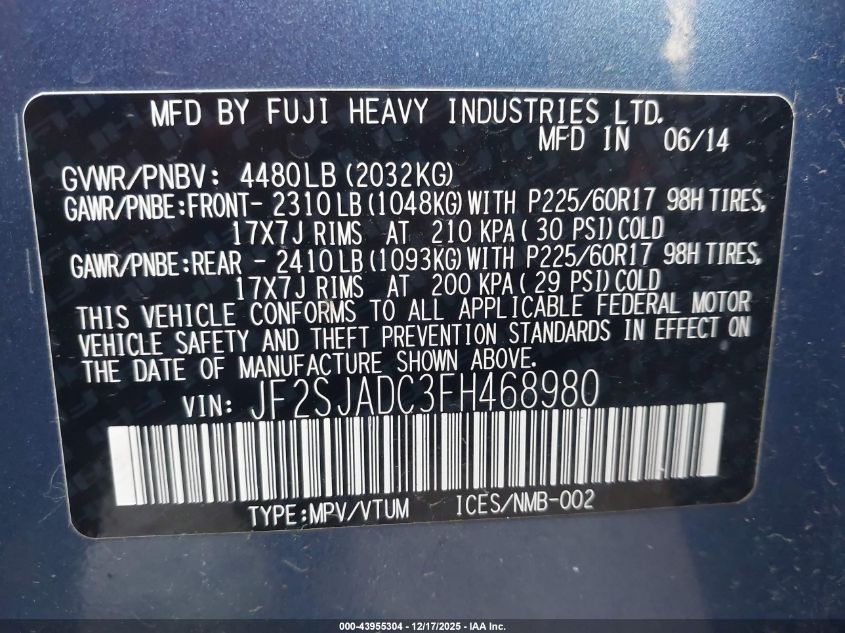 MFD BY FUJI HEAVY INDUSTRIES LTD.
MFD IN 06/14
GVWR/PNBV: 4480LB (2032KG)
GAWR/PNBE:FRONT- 2310LB (1048KG) WITH P225/60R17 98H TIRES,
17X7J RIMS AT 210 KPA ( 30 PSI) COLD
GAWR/PNBE:REAR - 2410LB (1093KG) WITH P225/60R17 98H TIRES,
17X7J RIMS AT 200 KPA ( 29 PSI) COLD
THIS VEHICLE CONFORMS TO ALL APPLICABLE FEDERAL MOTOR
VEHICLE SAFETY AND THEFT PREVENTION STANDARDS IN EFFECT ON
THE DATE OF MANUFACTURE SHOWN ABOVE.
VIN: JF2SJADC3FH468980
TYPE:MPV/VTUM ICES/NMB-002
000-43955304 - 12/17/2025 - IAA Inc.